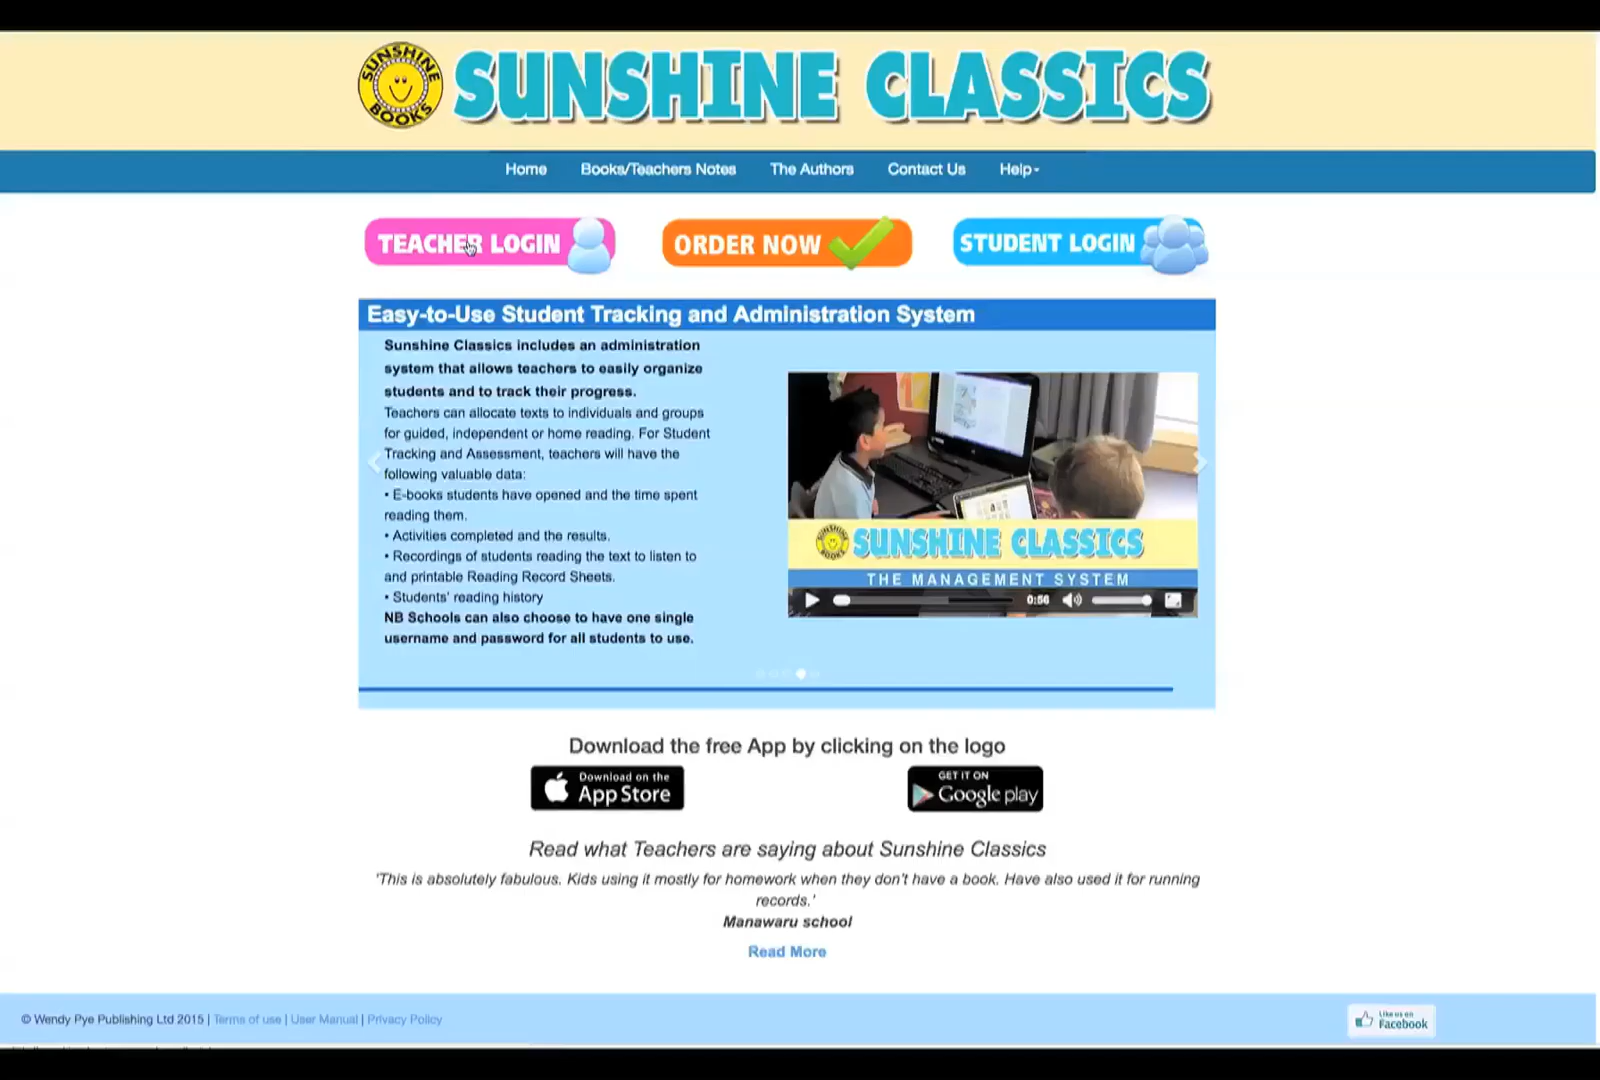 SUNSHINE BOOKS
SUNSHINE CLASSICS
Home
Books/Teachers Notes
The Authors
Contact Us
Help
TEACHER LOGIN
ORDER NOW
STUDENT LOGIN
Easy-to-Use Student Tracking and Administration System
Sunshine Classics includes an administration
system that allows teachers to easily organize
students and to track their progress.
Teachers can allocate texts to individuals and groups
for guided, independent or home reading. For Student
Tracking and Assessment, teachers will have the
following valuable data:
• E-books students have opened and the time spent
reading them.
• Activities completed and the results.
• Recordings of students reading the text to listen to
and printable Reading Record Sheets.
• Students' reading history
NB Schools can also choose to have one single
username and password for all students to use.
SUNSHINE CLASSICS
THE MANAGEMENT SYSTEM
0:56
Download the free App by clicking on the logo
Download on the
App Store
GET IT ON
Google play
Read what Teachers are saying about Sunshine Classics
'This is absolutely fabulous. Kids using it mostly for homework when they don't have a book. Have also used it for running
records.'
Manawaru school
Read More
© Wendy Pye Publishing Ltd 2015 | Terms of use | User Manual | Privacy Policy
Like us on
Facebook